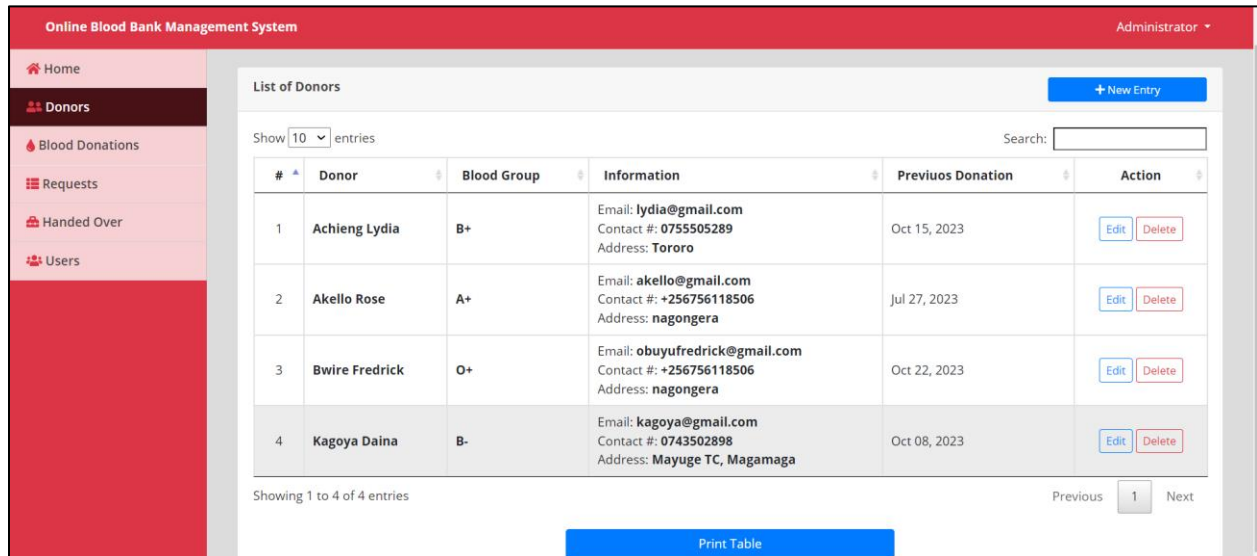 Online Blood Bank Management System
Administrator
Home
Donors
Blood Donations
Requests
Handed Over
Users
List of Donors
+ New Entry
Show 10 entries
Search:
# Donor Blood Group Information Previuos Donation Action
1 Achieng Lydia B+ Email: lydia@gmail.com
Contact #: 0755505289
Address: Tororo
Oct 15, 2023 Edit Delete
2 Akello Rose A+ Email: akello@gmail.com
Contact #: +256756118506
Address: nagongera
Jul 27, 2023 Edit Delete
3 Bwire Fredrick O+ Email: obuyufredrick@gmail.com
Contact #: +256756118506
Address: nagongera
Oct 22, 2023 Edit Delete
4 Kagoya Daina B- Email: kagoya@gmail.com
Contact #: 0743502898
Address: Mayuge TC, Magamaga
Oct 08, 2023 Edit Delete
Showing 1 to 4 of 4 entries
Previous 1 Next
Print Table